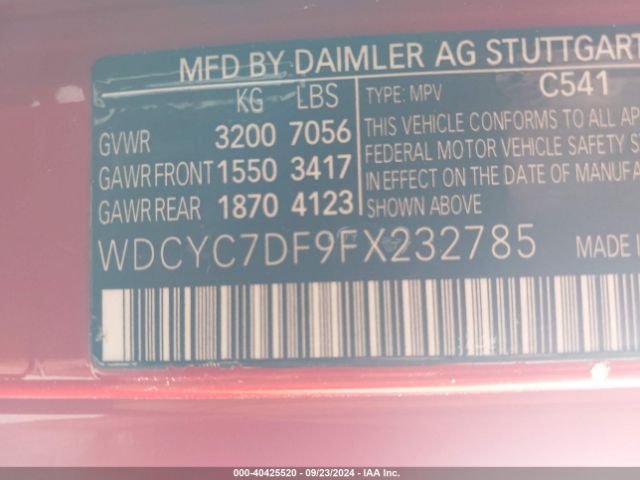 MFD BY DAIMLER AG STUTTGART
KG LBS
TYPE: MPV C541
GVWR 3200 7056
GAWR FRONT 1550 3417
GAWR REAR 1870 4123
THIS VEHICLE CONFORMS TO ALL AP
FEDERAL MOTOR VEHICLE SAFETY S
IN EFFECT ON THE DATE OF MANUFA
SHOWN ABOVE
WDCYC7DF9FX232785 MADE I
000-40425520 - 09/23/2024 - IAA Inc.